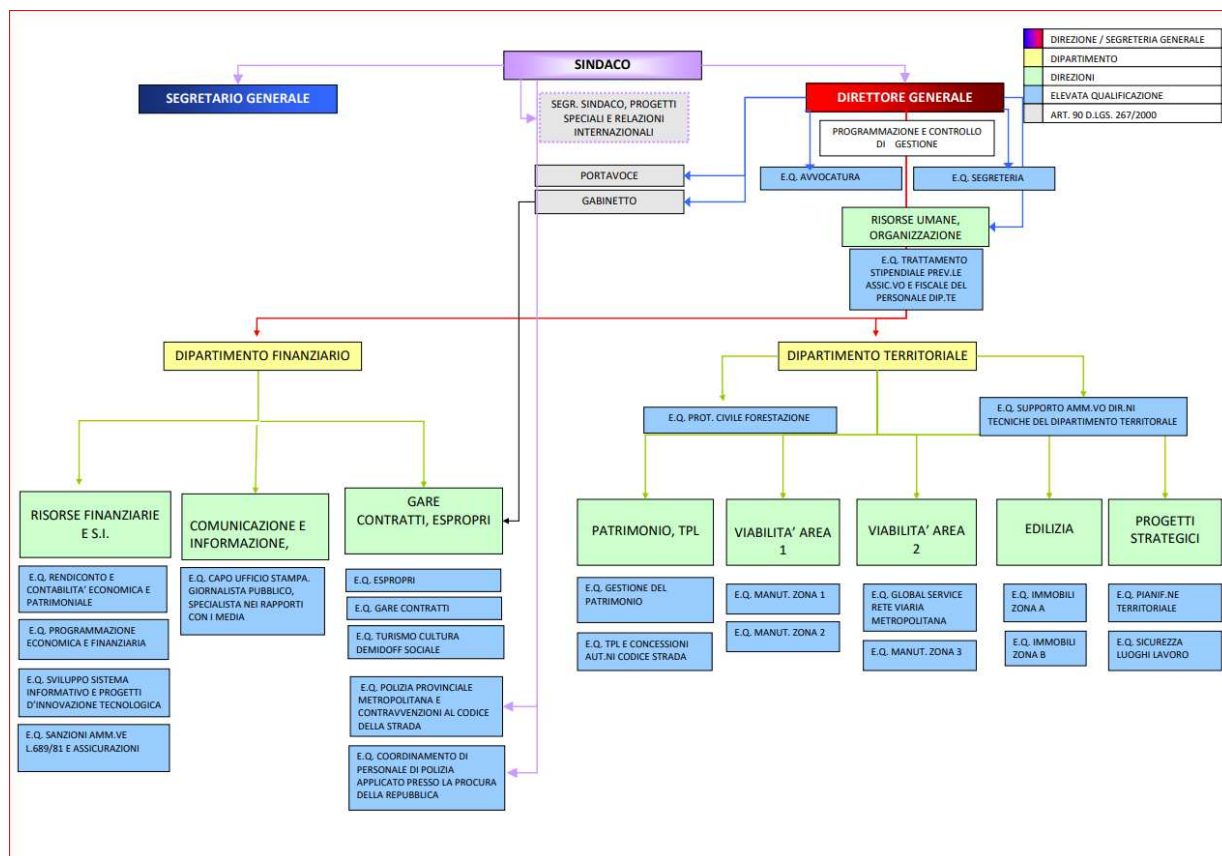 SINDACO
DIREZIONE / SEGRETERIA GENERALE
DIPARTIMENTO
DIREZIONI
ELEVATA QUALIFICAZIONE
ART. 90 D.LGS. 267/2000
SEGRETARIO GENERALE
SEGR. SINDACO, PROGETTI
SPECIALI E RELAZIONI
INTERNAZIONALI
DIRETTORE GENERALE
PROGRAMMAZIONE E CONTROLLO
DI GESTIONE
PORTAVOCE
GABINETTO
E.Q. AVVOCATURA
E.Q. SEGRETERIA
RISORSE UMANE,
ORGANIZZAZIONE
E.Q. TRATTAMENTO
STIPENDIALE PREV.LE
ASSIC.VO E FISCALE DEL
PERSONALE DIP.TE
DIPARTIMENTO FINANZIARIO
DIPARTIMENTO TERRITORIALE
E.Q. PROT. CIVILE FORESTAZIONE
E.Q. SUPPORTO AMM.VO DIR.NI
TECNICHE DEL DIPARTIMENTO TERRITORALE
RISORSE FINANZIARIE
E S.I.
E.Q. RENDICONTO E
CONTABILITA' ECONOMICA E
PATRIMONIALE
E.Q. PROGRAMMAZIONE
ECONOMICA E FINANZIARIA
E.Q. SVILUPPO SISTEMA
INFORMATIVO E PROGETTI
D'INNOVAZIONE TECNOLOGICA
E.Q. SANZIONI AMM.VE
L.689/81 E ASSICURAZIONI
COMUNICAZIONE E
INFORMAZIONE,
E.Q. CAPO UFFICIO STAMPA.
GIORNALISTA PUBBLICO,
SPECIALISTA NEI RAPPORTI
CON I MEDIA
GARE
CONTRATTI, ESPROPRI
E.Q. ESPROPRI
E.Q. GARE CONTRATTI
E.Q. TURISMO CULTURA
DEMIDOFF SOCIALE
E.Q. POLIZIA PROVINCIALE
METROPOLITANA E
CONTRAVVENZIONI AL CODICE
DELLA STRADA
E.Q. COORDINAMENTO DI
PERSONALE DI POLIZIA
APPLICATO PRESSO LA PROCURA
DELLA REPUBBLICA
PATRIMONIO, TPL
E.Q. GESTIONE DEL
PATRIMONIO
E.Q. TPL E CONCESSIONI
AUT.NI CODICE STRADA
VIABILITA' AREA
1
E.Q. MANUT. ZONA 1
E.Q. MANUT. ZONA 2
VIABILITA' AREA
2
E.Q. GLOBAL SERVICE
RETE VIARIA
METROPOLITANA
E.Q. MANUT. ZONA 3
EDILIZIA
E.Q. IMMOBILI
ZONA A
E.Q. IMMOBILI
ZONA B
PROGETTI
STRATEGICI
E.Q. PIANIF.NE
TERRITORIALE
E.Q. SICUREZZA
LUOGHI LAVORO